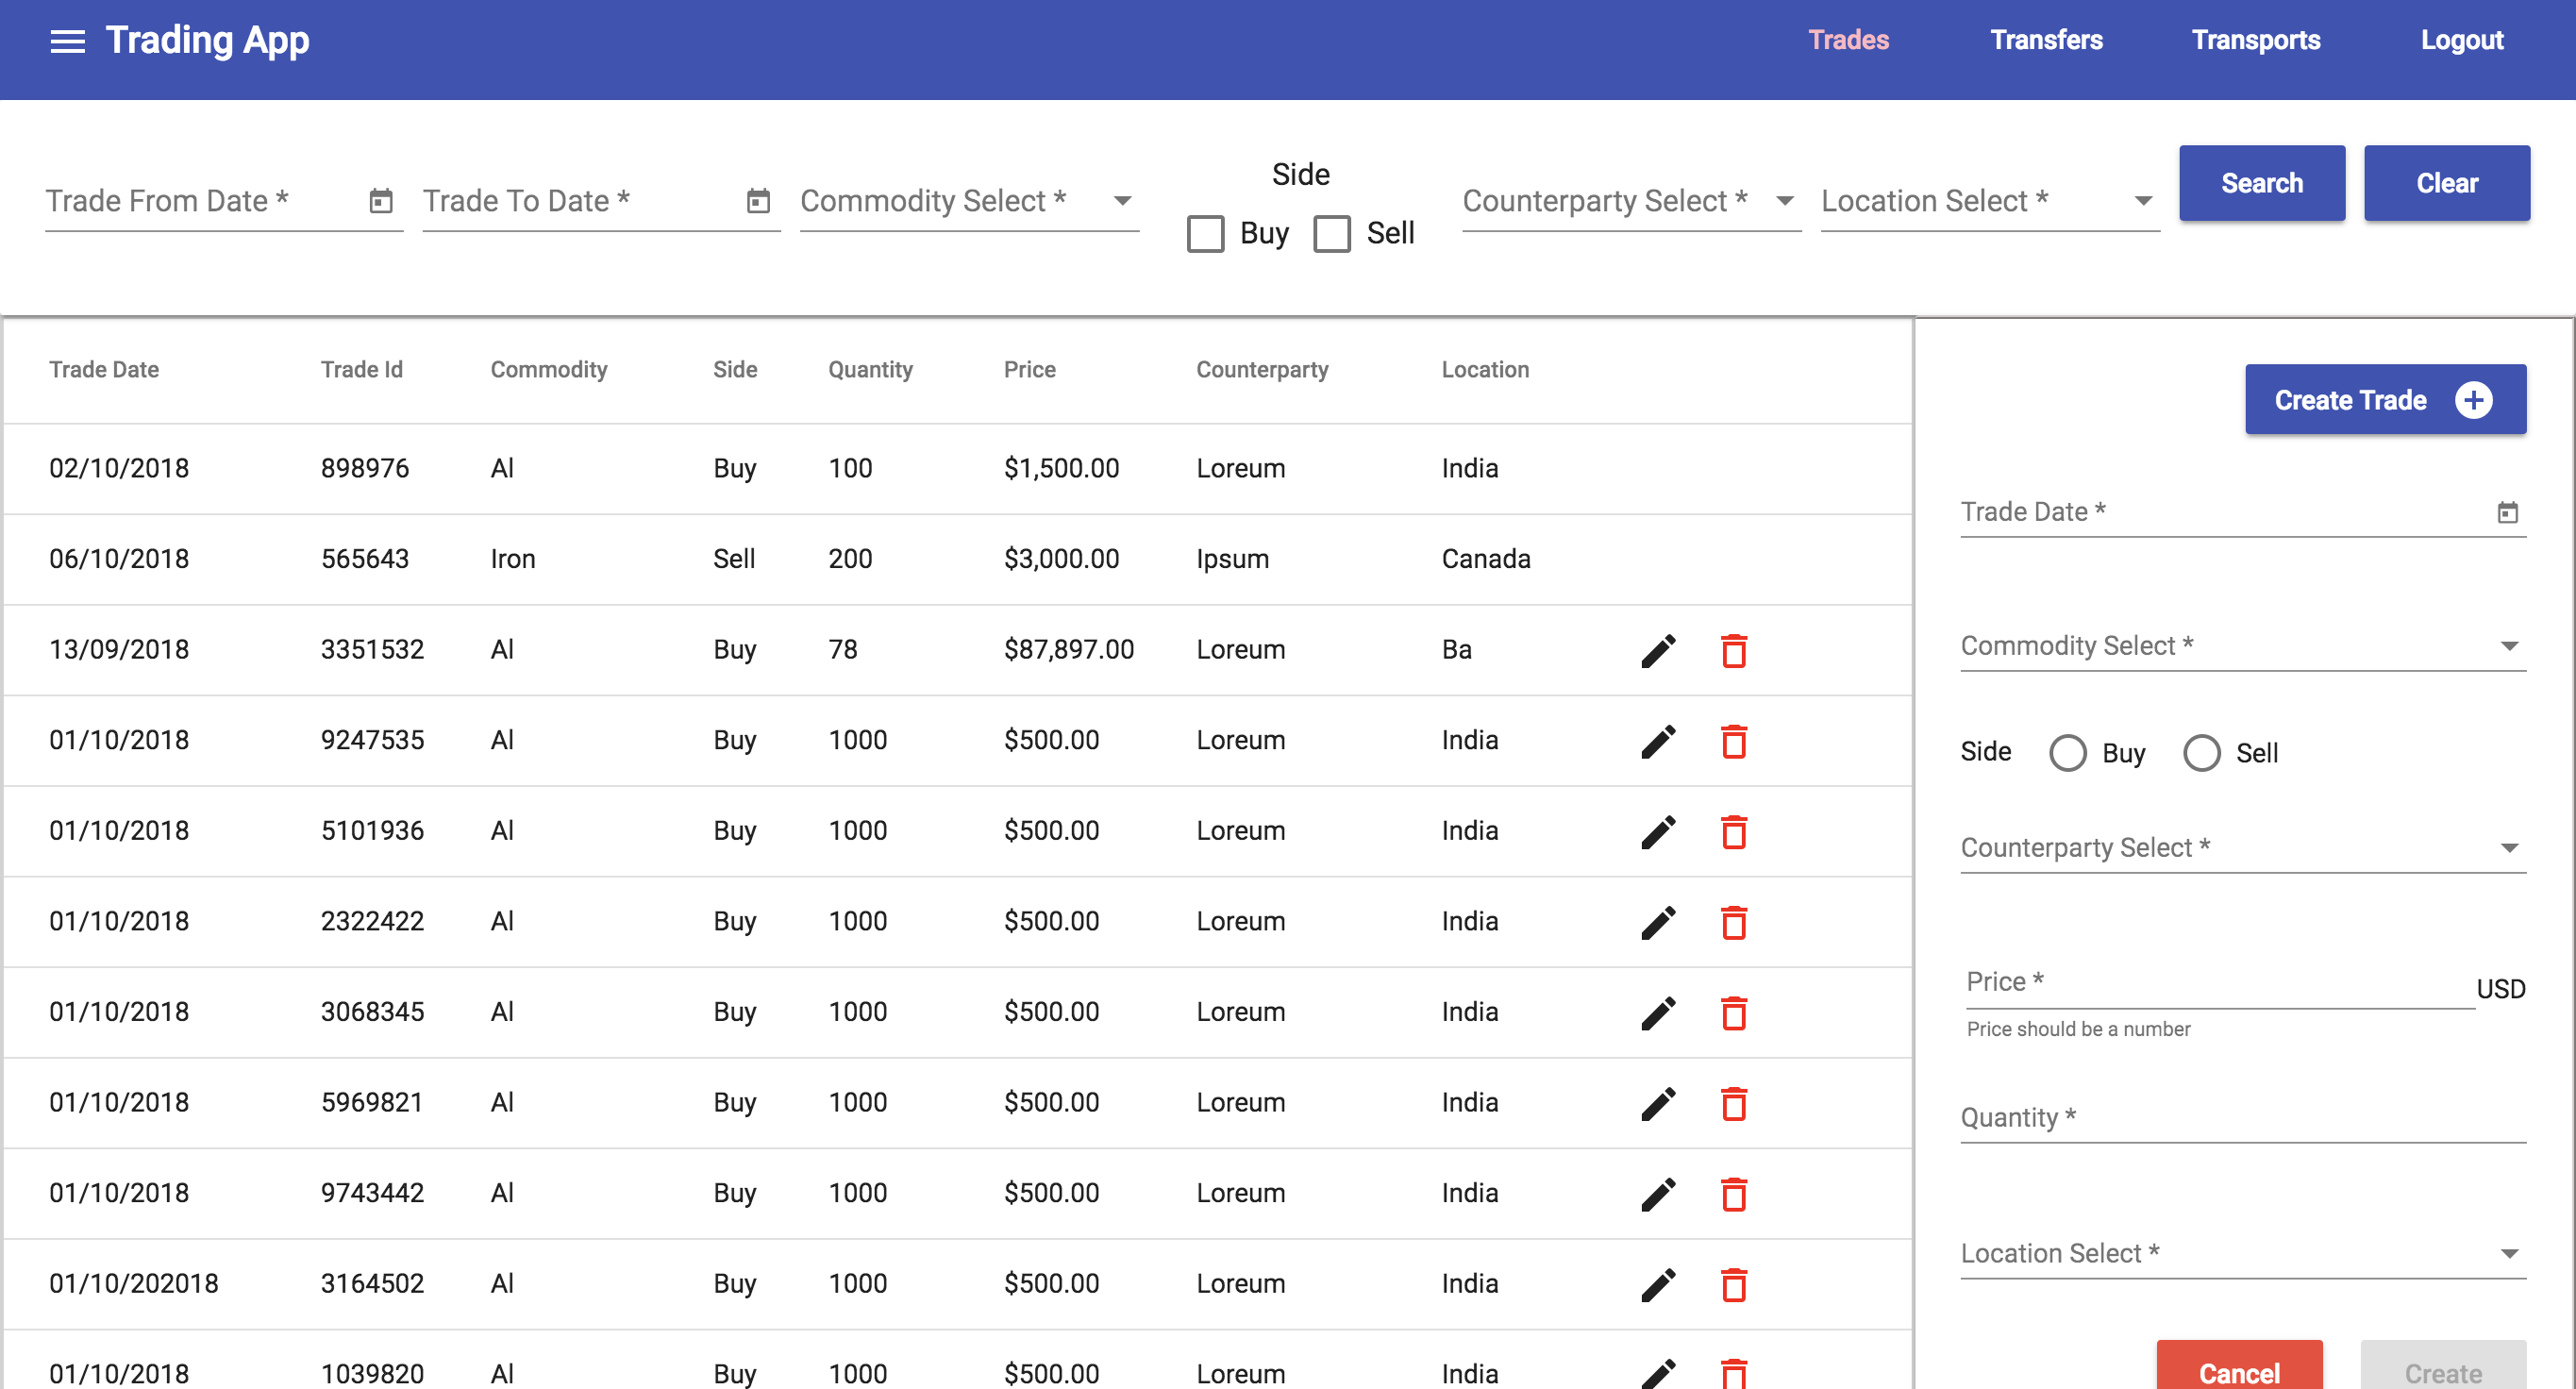 Trading App Trades Transfers Transports Logout
Trade From Date * Trade To Date * Commodity Select * Side Counterparty Select * Location Select * Search Clear
Buy Sell
Trade Date Trade Id Commodity Side Quantity Price Counterparty Location
02/10/2018 898976 Al Buy 100 $1,500.00 Loreum India
06/10/2018 565643 Iron Sell 200 $3,000.00 Ipsum Canada
13/09/2018 3351532 Al Buy 78 $87,897.00 Loreum Ba
01/10/2018 9247535 Al Buy 1000 $500.00 Loreum India
01/10/2018 5101936 Al Buy 1000 $500.00 Loreum India
01/10/2018 2322422 Al Buy 1000 $500.00 Loreum India
01/10/2018 3068345 Al Buy 1000 $500.00 Loreum India
01/10/2018 5969821 Al Buy 1000 $500.00 Loreum India
01/10/2018 9743442 Al Buy 1000 $500.00 Loreum India
01/10/202018 3164502 Al Buy 1000 $500.00 Loreum India
01/10/2018 1039820 Al Buy 1000 $500.00 Loreum India
Create Trade
Trade Date *
Commodity Select *
Side Buy Sell
Counterparty Select *
Price * USD
Price should be a number
Quantity *
Location Select *
Cancel Create